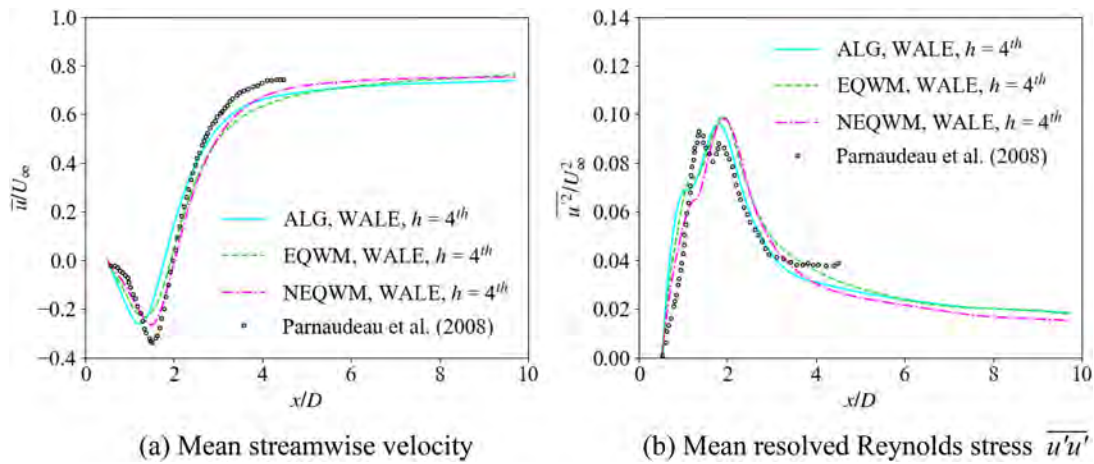 1.0
0.8
0.6
0.4
0.2
0.0
−0.2
−0.4
u̅/U∞
ALG, WALE, h = 4th
EQWM, WALE, h = 4th
NEQWM, WALE, h = 4th
Parnaudeau et al. (2008)
0 2 4 6 8 10
x/D
(a) Mean streamwise velocity
0.12
0.10
0.08
0.06
0.04
0.02
0.00
u'²/U∞²
ALG, WALE, h = 4th
EQWM, WALE, h = 4th
NEQWM, WALE, h = 4th
Parnaudeau et al. (2008)
0 2 4 6 8 10
x/D
(b) Mean resolved Reynolds stress u'u'